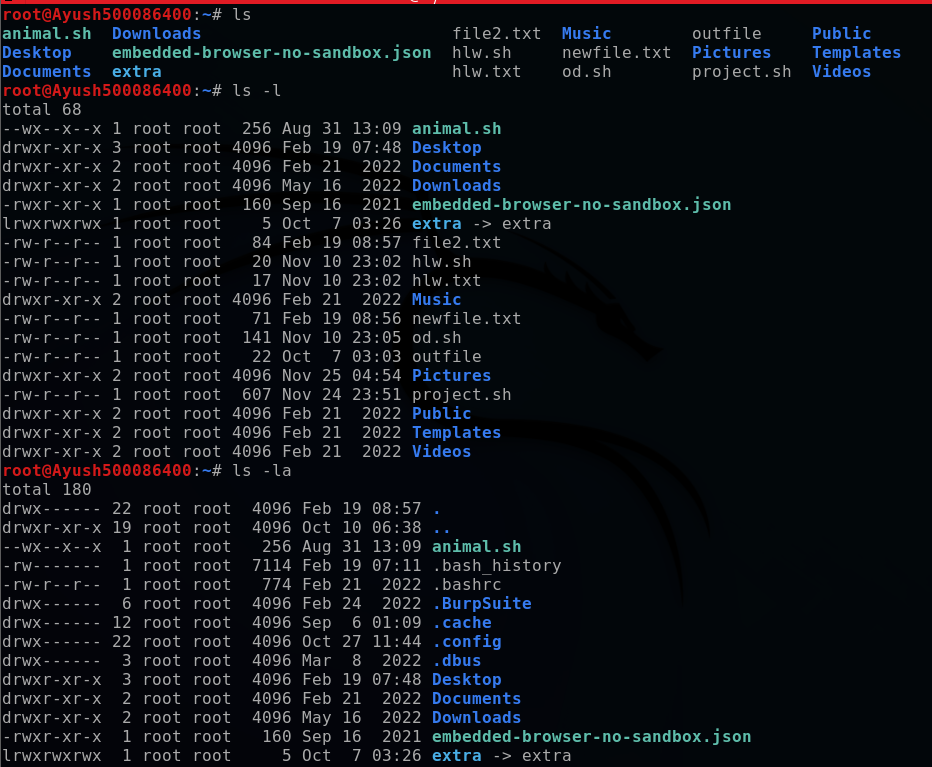 root@Ayush500086400:~# ls
animal.sh  Downloads                         file2.txt  Music        outfile     Public
Desktop    embedded-browser-no-sandbox.json  hlw.sh     newfile.txt  Pictures    Templates
Documents  extra                             hlw.txt    od.sh        project.sh  Videos
root@Ayush500086400:~# ls -l
total 68
--wx--x--x 1 root root  256 Aug 31 13:09 animal.sh
drwxr-xr-x 3 root root 4096 Feb 19 07:48 Desktop
drwxr-xr-x 2 root root 4096 Feb 21  2022 Documents
drwxr-xr-x 2 root root 4096 May 16  2022 Downloads
-rwxr-xr-x 1 root root  160 Sep 16  2021 embedded-browser-no-sandbox.json
lrwxrwxrwx 1 root root    5 Oct  7 03:26 extra -> extra
-rw-r--r-- 1 root root   84 Feb 19 08:57 file2.txt
-rw-r--r-- 1 root root   20 Nov 10 23:02 hlw.sh
-rw-r--r-- 1 root root   17 Nov 10 23:02 hlw.txt
drwxr-xr-x 2 root root 4096 Feb 21  2022 Music
-rw-r--r-- 1 root root   71 Feb 19 08:56 newfile.txt
-rw-r--r-- 1 root root  141 Nov 10 23:05 od.sh
-rw-r--r-- 1 root root   22 Oct  7 03:03 outfile
drwxr-xr-x 2 root root 4096 Nov 25 04:54 Pictures
-rw-r--r-- 1 root root  607 Nov 24 23:51 project.sh
drwxr-xr-x 2 root root 4096 Feb 21  2022 Public
drwxr-xr-x 2 root root 4096 Feb 21  2022 Templates
drwxr-xr-x 2 root root 4096 Feb 21  2022 Videos
root@Ayush500086400:~# ls -la
total 180
drwx------ 22 root root  4096 Feb 19 08:57 .
drwxr-xr-x 19 root root  4096 Oct 10 06:38 ..
--wx--x--x  1 root root   256 Aug 31 13:09 animal.sh
-rw-------  1 root root  7114 Feb 19 07:11 .bash_history
-rw-r--r--  1 root root   774 Feb 21  2022 .bashrc
drwx------  6 root root  4096 Feb 24  2022 .BurpSuite
drwx------ 12 root root  4096 Sep  6 01:09 .cache
drwx------ 22 root root  4096 Oct 27 11:44 .config
drwx------  3 root root  4096 Mar  8  2022 .dbus
drwxr-xr-x  3 root root  4096 Feb 19 07:48 Desktop
drwxr-xr-x  2 root root  4096 Feb 21  2022 Documents
drwxr-xr-x  2 root root  4096 May 16  2022 Downloads
-rwxr-xr-x  1 root root   160 Sep 16  2021 embedded-browser-no-sandbox.json
lrwxrwxrwx  1 root root     5 Oct  7 03:26 extra -> extra